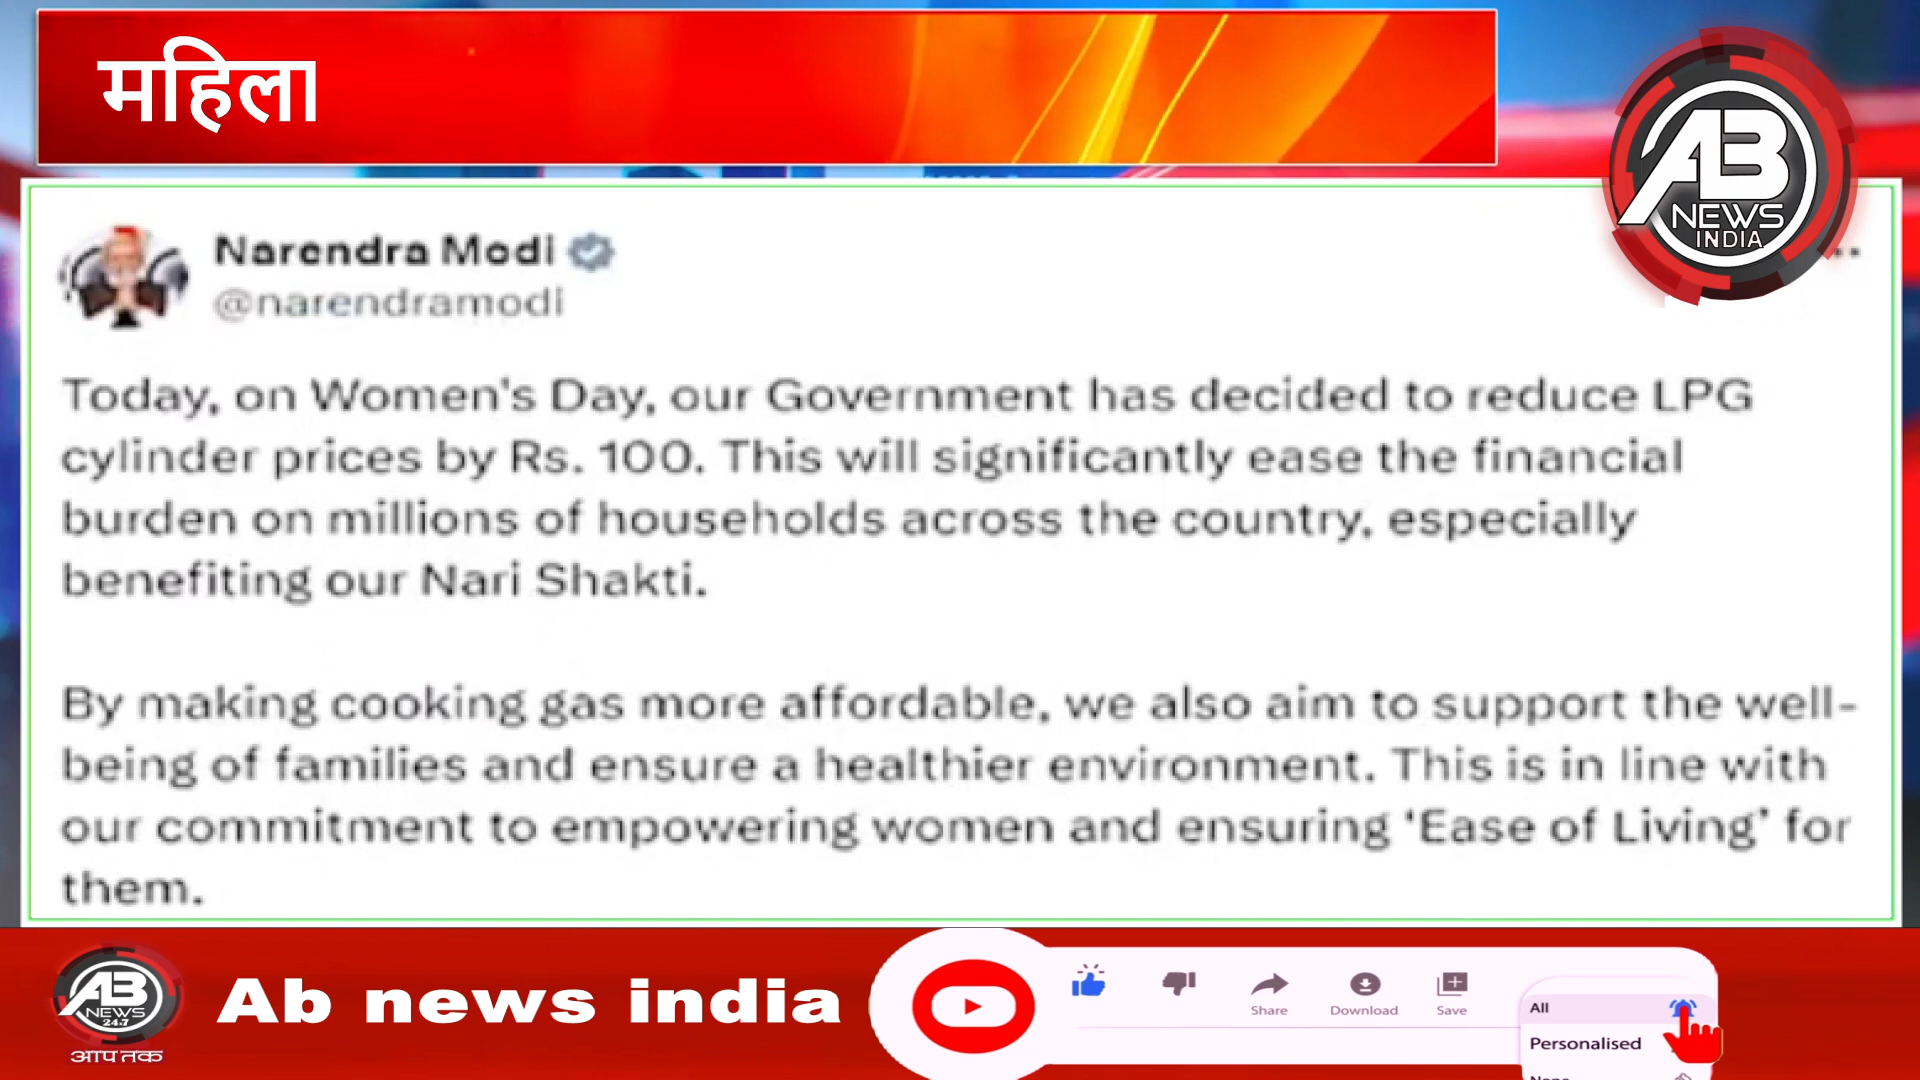 महिला
AB
NEWS
INDIA
Narendra Modi
@narendramodi
Today, on Women's Day, our Government has decided to reduce LPG
cylinder prices by Rs. 100. This will significantly ease the financial
burden on millions of households across the country, especially
benefiting our Nari Shakti.
By making cooking gas more affordable, we also aim to support the well-
being of families and ensure a healthier environment. This is in line with
our commitment to empowering women and ensuring ‘Ease of Living’ for
them.
AB
NEWS
24:7
आप तक
Ab news india
Share
Download
Save
All
Personalised
None